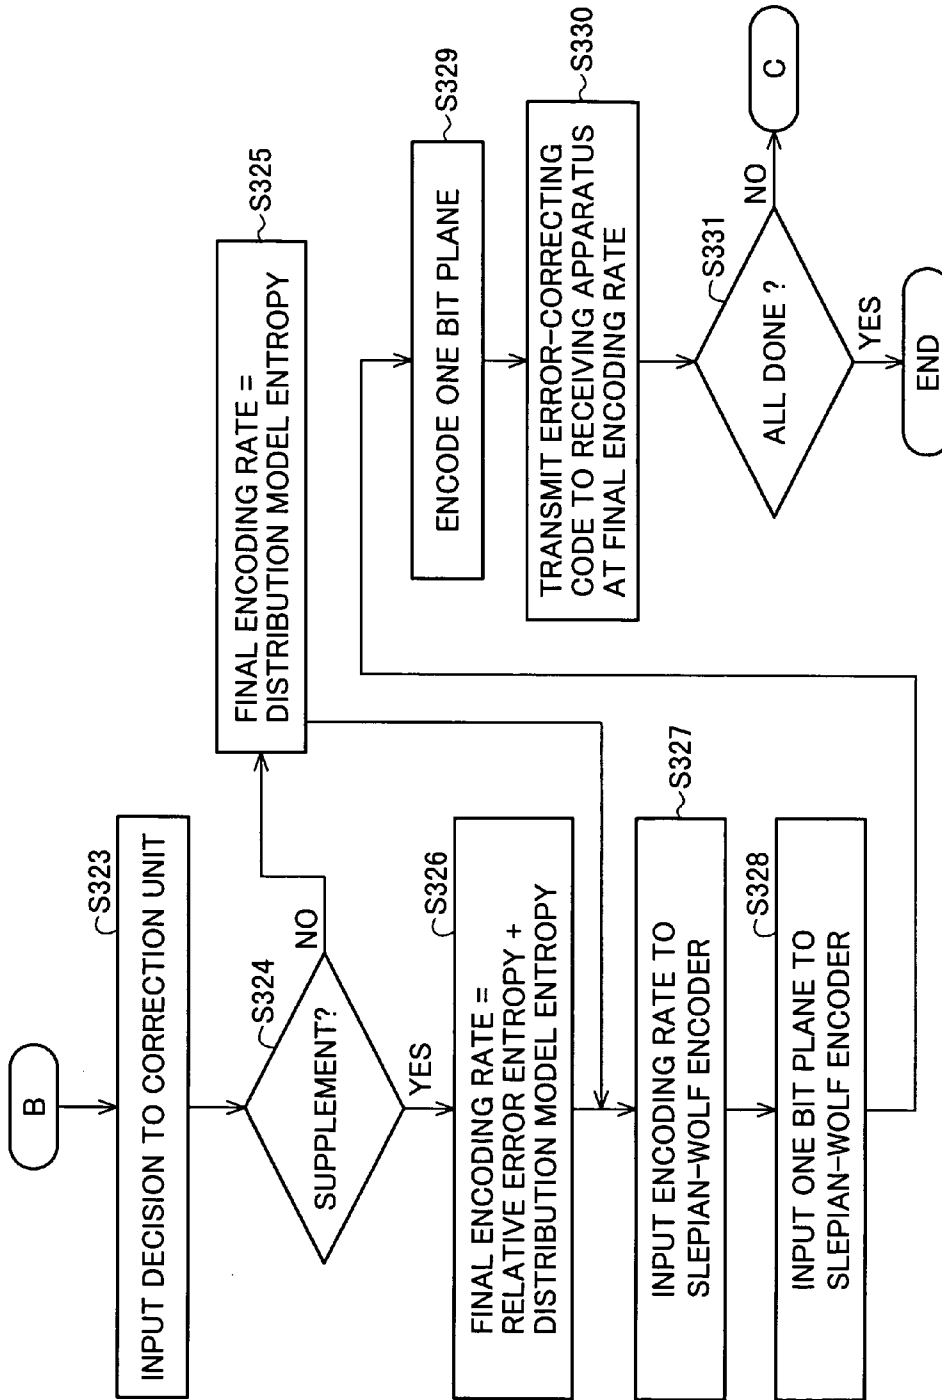 B
S323
INPUT DECISION TO CORRECTION UNIT
S324
SUPPLEMENT?
NO
YES
S325
FINAL ENCODING RATE =
DISTRIBUTION MODEL ENTROPY
S326
FINAL ENCODING RATE =
RELATIVE ERROR ENTROPY +
DISTRIBUTION MODEL ENTROPY
S327
INPUT ENCODING RATE TO
SLEPIAN-WOLF ENCODER
S328
INPUT ONE BIT PLANE TO
SLEPIAN-WOLF ENCODER
S329
ENCODE ONE BIT PLANE
S330
TRANSMIT ERROR-CORRECTING
CODE TO RECEIVING APPARATUS
AT FINAL ENCODING RATE
S331
ALL DONE ?
NO
C
YES
END